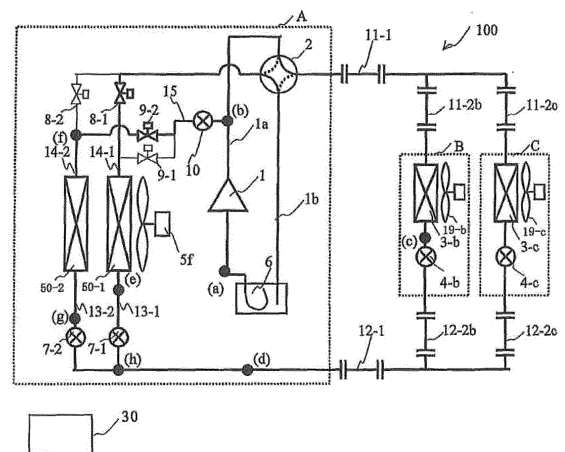 A
2
11-1
100
8-2
8-1
9-2
15
(b)
1a
(f)
14-2
14-1
9-1
10
11-2b
11-2c
B
C
1
1b
5f
19-b
19-c
3-b
3-c
(c)
4-b
4-c
6
(a)
50-2
50-1
(e)
13-2
13-1
(g)
7-2
7-1
(h)
(d)
12-1
12-2b
12-2c
30